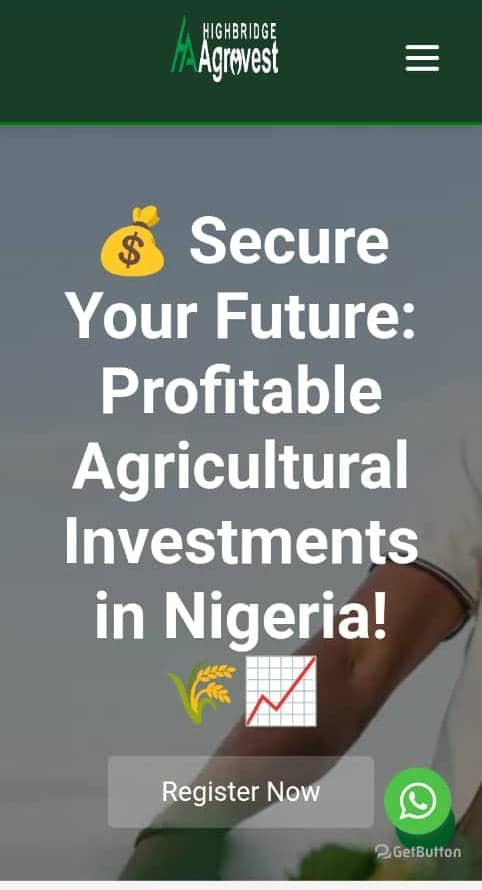 HIGHBRIDGE
Agrovest
💰 Secure
Your Future:
Profitable
Agricultural
Investments
in Nigeria!
🌾📈
Register Now
GetButton